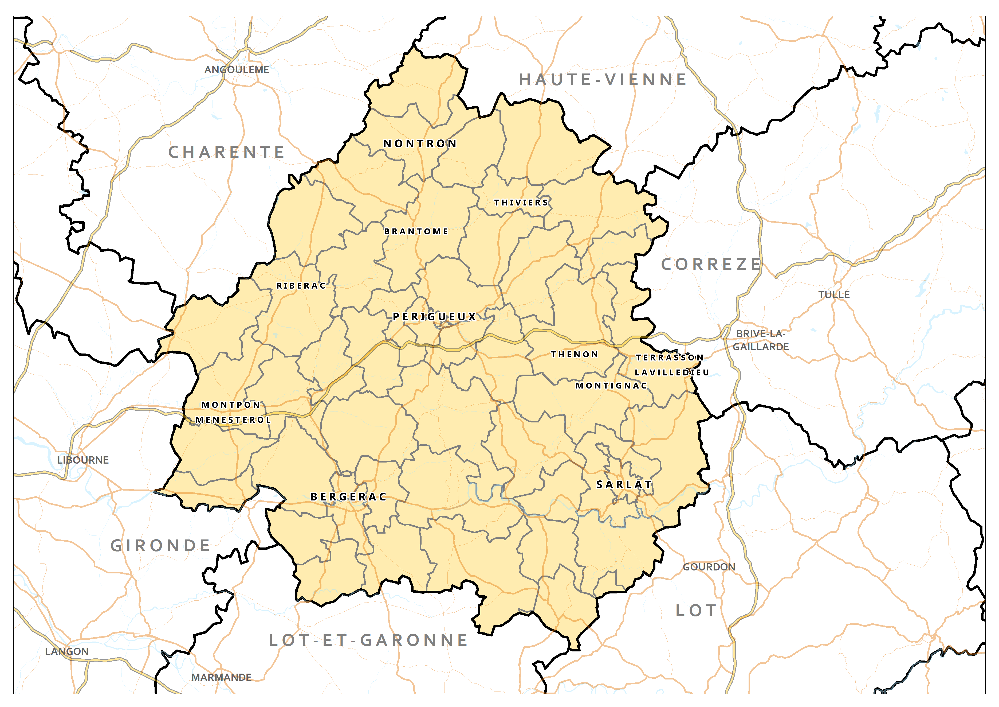 ANGOULEME
HAUTE-VIENNE
NONTRON
CHARENTE
THIVIERS
BRANTOME
CORREZE
RIBERAC
TULLE
PERIGUEUX
BRIVE-LA-
GAILLARDE
THENON
TERRASSON
LAVILLEDIEU
MONTIGNAC
MONTPON
MENESTEROL
LIBOURNE
SARLAT
BERGERAC
GIRONDE
GOURDON
LOT
LOT-ET-GARONNE
LANGON
MARMANDE